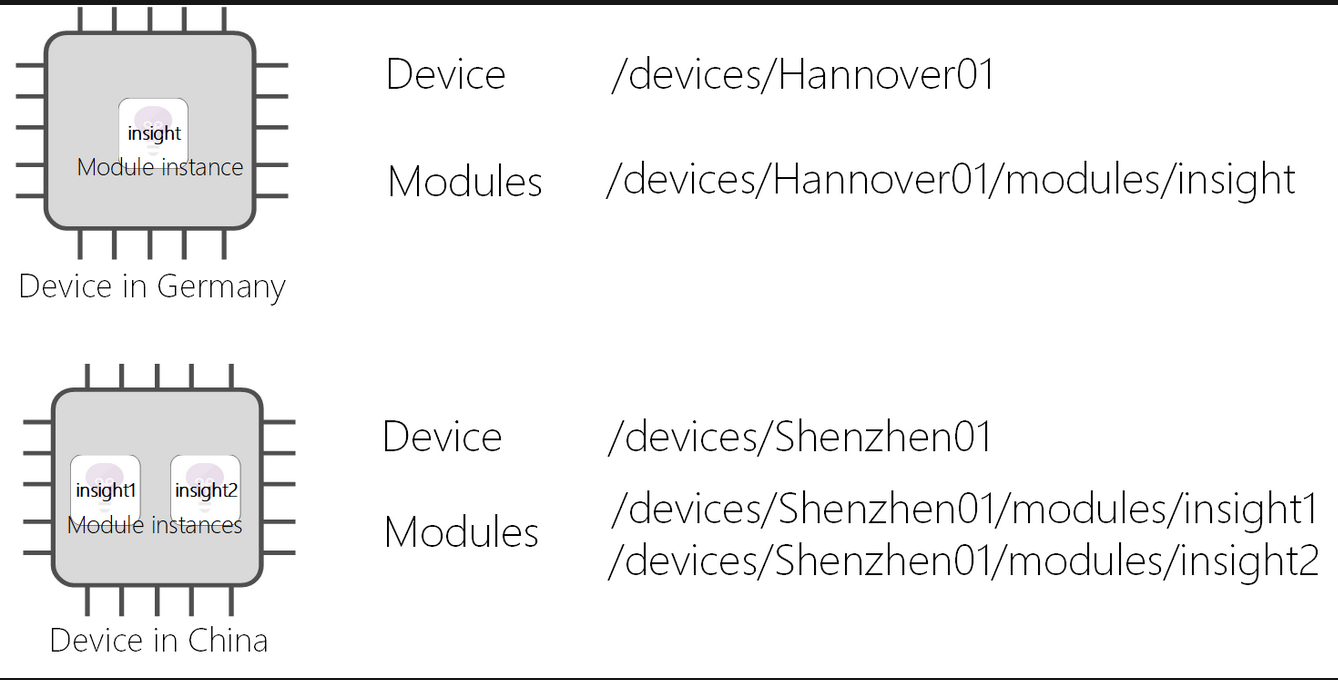 insight
Module instance
Device in Germany
Device /devices/Hannover01
Modules /devices/Hannover01/modules/insight
insight1 insight2
Module instances
Device in China
Device /devices/Shenzhen01
Modules /devices/Shenzhen01/modules/insight1
/devices/Shenzhen01/modules/insight2